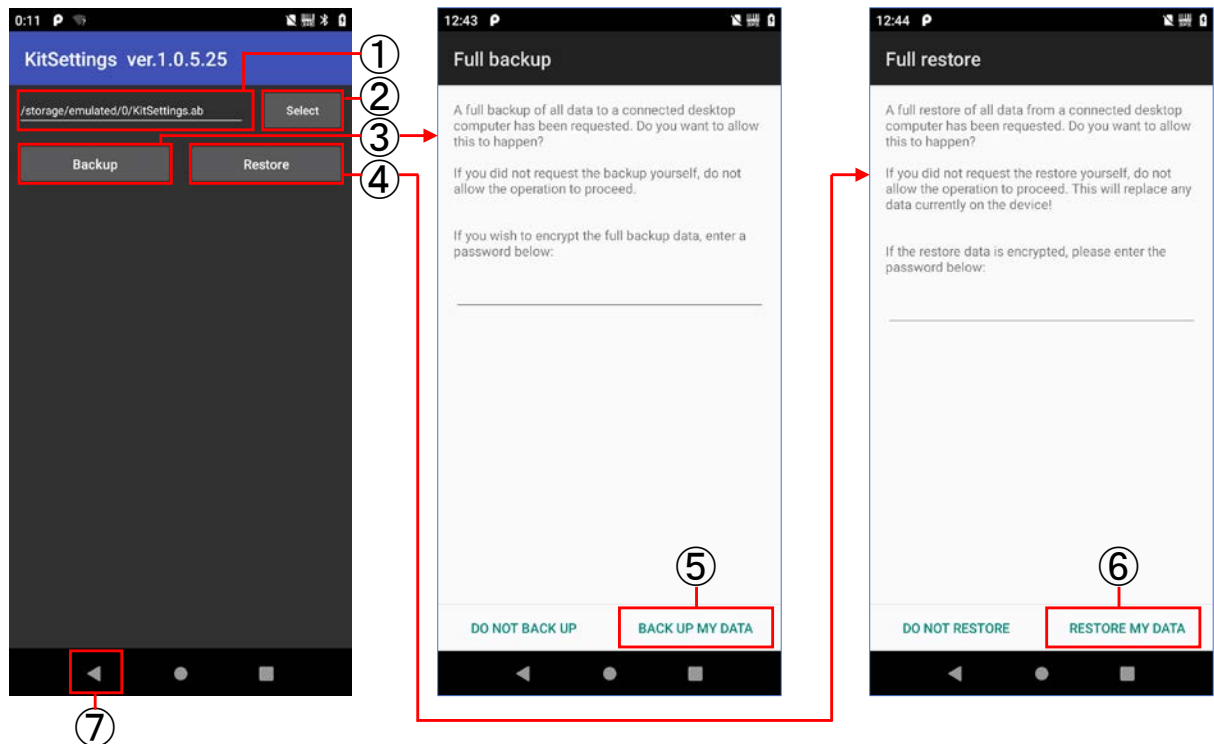 0:11
KitSettings ver.1.0.5.25
①
/storage/emulated/0/KitSettings.ab
Select
②
Backup
Restore
③
④
⑦
12:43
Full backup
A full backup of all data to a connected desktop
computer has been requested. Do you want to allow
this to happen?
If you did not request the backup yourself, do not
allow the operation to proceed.
If you wish to encrypt the full backup data, enter a
password below:
⑤
DO NOT BACK UP
BACK UP MY DATA
12:44
Full restore
A full restore of all data from a connected desktop
computer has been requested. Do you want to allow
this to happen?
If you did not request the restore yourself, do not
allow the operation to proceed. This will replace any
data currently on the device!
If the restore data is encrypted, please enter the
password below:
⑥
DO NOT RESTORE
RESTORE MY DATA